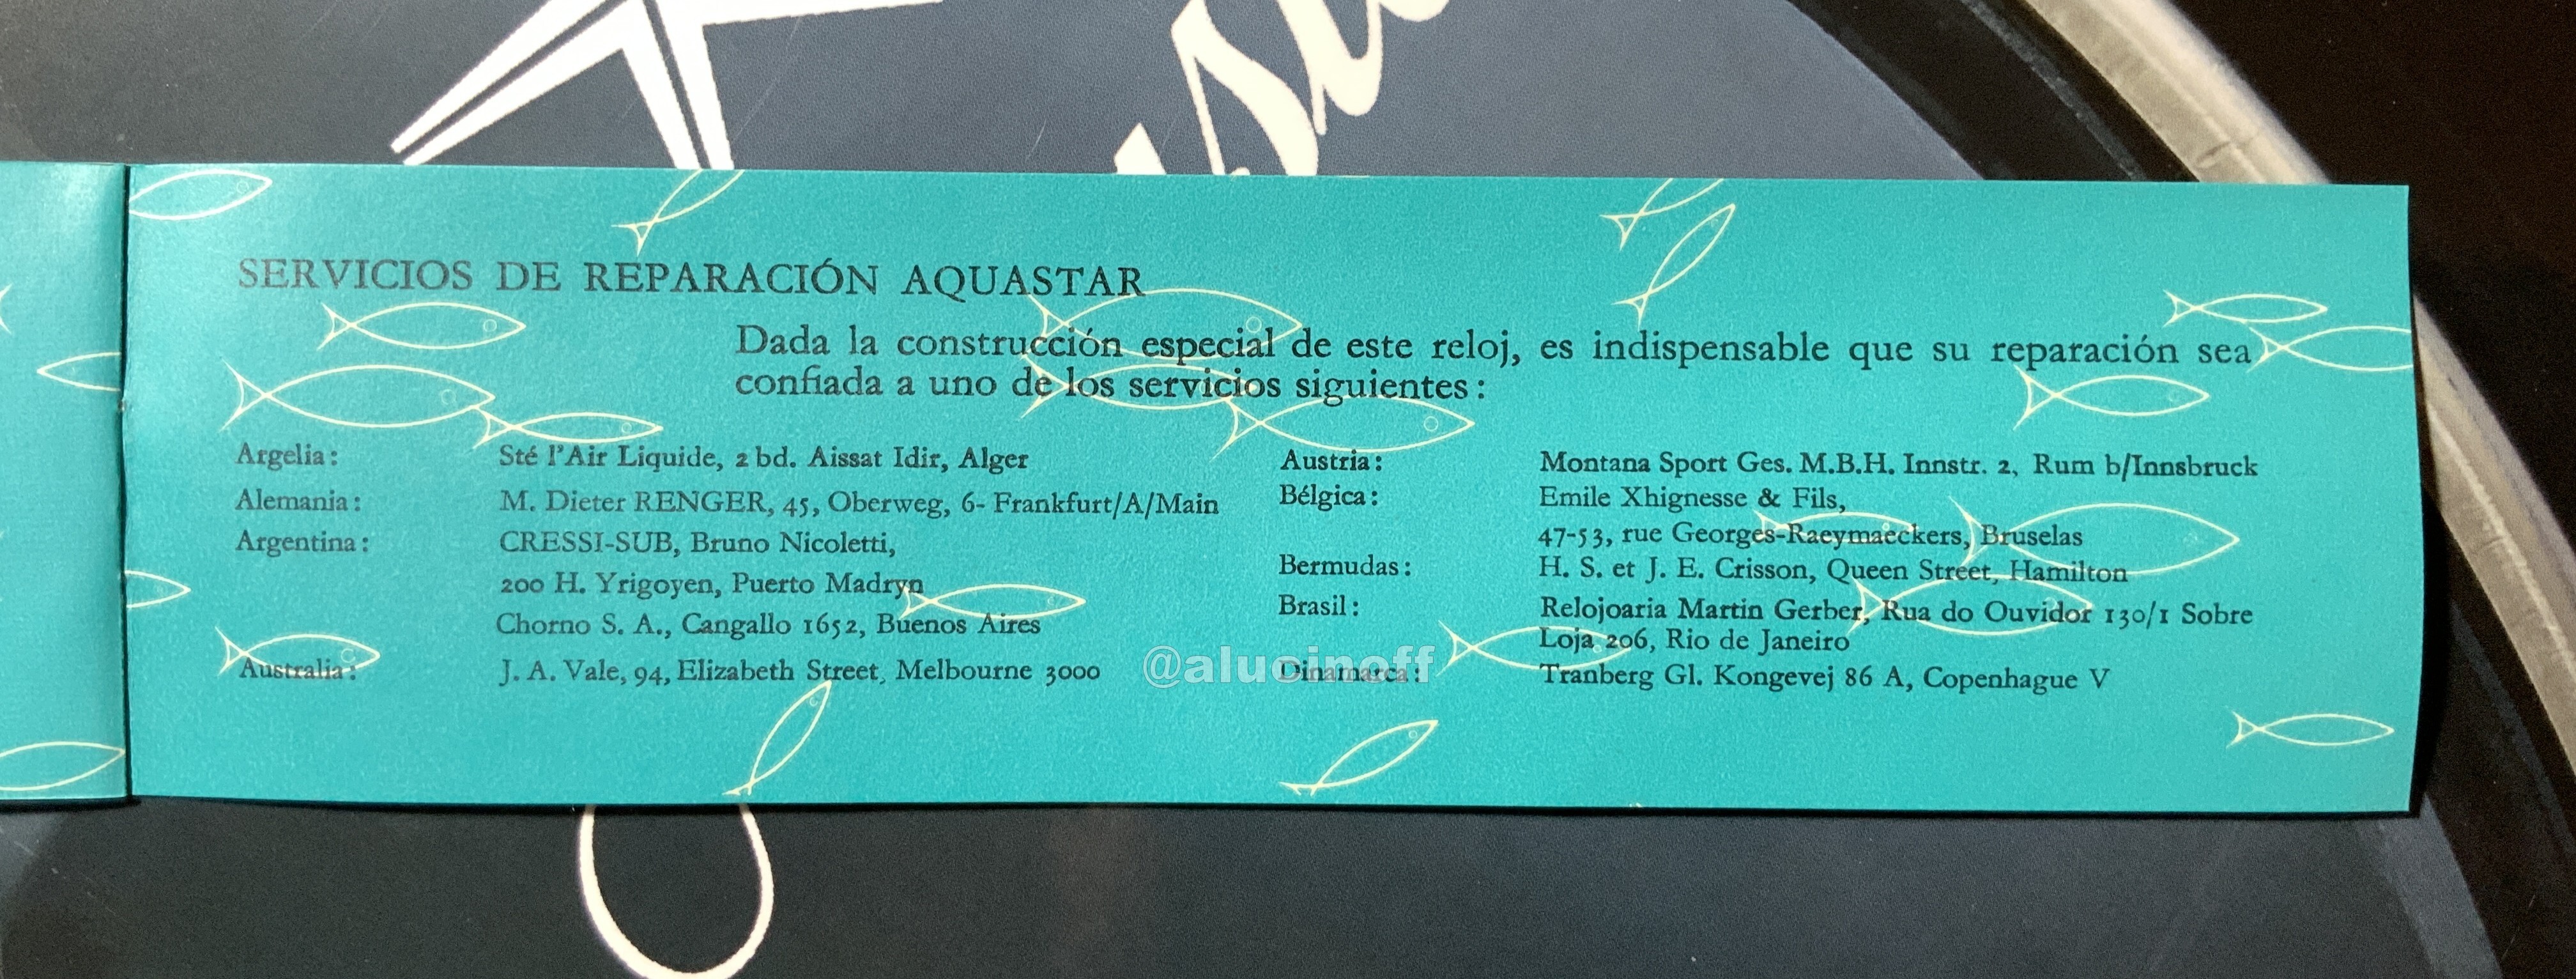 SERVICIOS DE REPARACIÓN AQUASTAR
Dada la construcción especial de este reloj, es indispensable que su reparación sea
confiada a uno de los servicios siguientes:
Argelia: Sté l'Air Liquide, 2 bd. Aissat Idir, Alger
Alemania: M. Dieter RENGER, 45, Oberweg, 6- Frankfurt/A/Main
Argentina: CRESSI-SUB, Bruno Nicoletti,
200 H. Yrigoyen, Puerto Madryn
Chorno S. A., Cangallo 1652, Buenos Aires
Australia: J. A. Vale, 94, Elizabeth Street, Melbourne 3000
Austria: Montana Sport Ges. M.B.H. Innstr. 2, Rum b/Innsbruck
Bélgica: Emile Xhignesse & Fils,
47-53, rue Georges-Raeymaeckers, Bruselas
Bermudas: H. S. et J. E. Crisson, Queen Street, Hamilton
Brasil: Relojoaria Martin Gerber, Rua do Ouvidor 130/1 Sobre
Loja 206, Rio de Janeiro
Dinamarca: Tranberg Gl. Kongevej 86 A, Copenhague V
@alucinoff